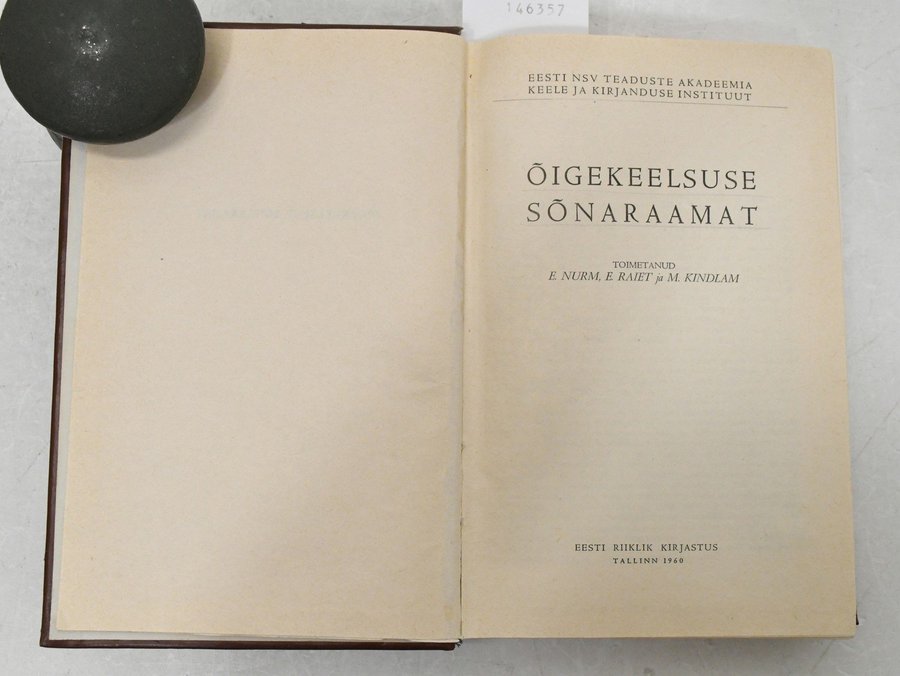 146357
EESTI NSV TEADUSTE AKADEEMIA
KEELE JA KIRJANDUSE INSTITUUT
ÕIGEKEELSUSE
SÕNARAAMAT
TOIMETANUD
E. NURM, E. RAIET ja M. KINDLAM
EESTI RIIKLIK KIRJASTUS
TALLINN 1960